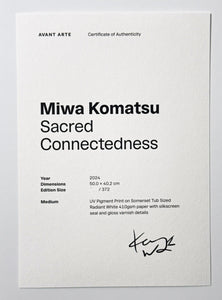 AVANT ARTE Certificate of Authenticity
Miwa Komatsu
Sacred
Connectedness
Year 2024
Dimensions 50.0 × 40.2 cm
Edition Size / 372
Medium UV Pigment Print on Somerset Tub Sized
Radiant White 410gsm paper with silkscreen
seal and gloss varnish details